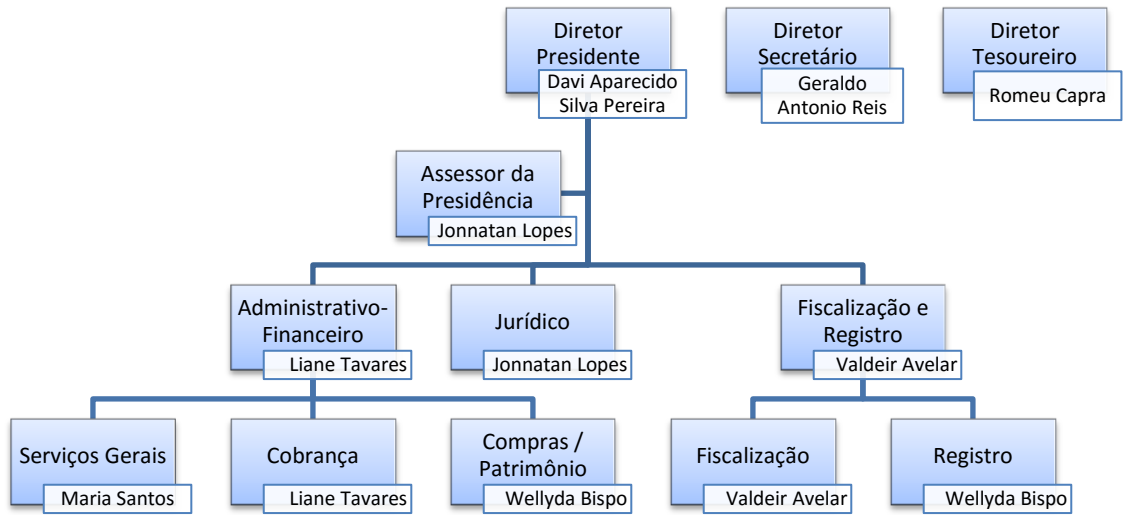 Diretor
Presidente
Davi Aparecido
Silva Pereira
Diretor
Secretário
Geraldo
Antonio Reis
Diretor
Tesoureiro
Romeu Capra
Assessor da
Presidência
Jonnatan Lopes
Administrativo-
Financeiro
Liane Tavares
Jurídico
Jonnatan Lopes
Fiscalização e
Registro
Valdeir Avelar
Serviços Gerais
Maria Santos
Cobrança
Liane Tavares
Compras /
Patrimônio
Wellyda Bispo
Fiscalização
Valdeir Avelar
Registro
Wellyda Bispo